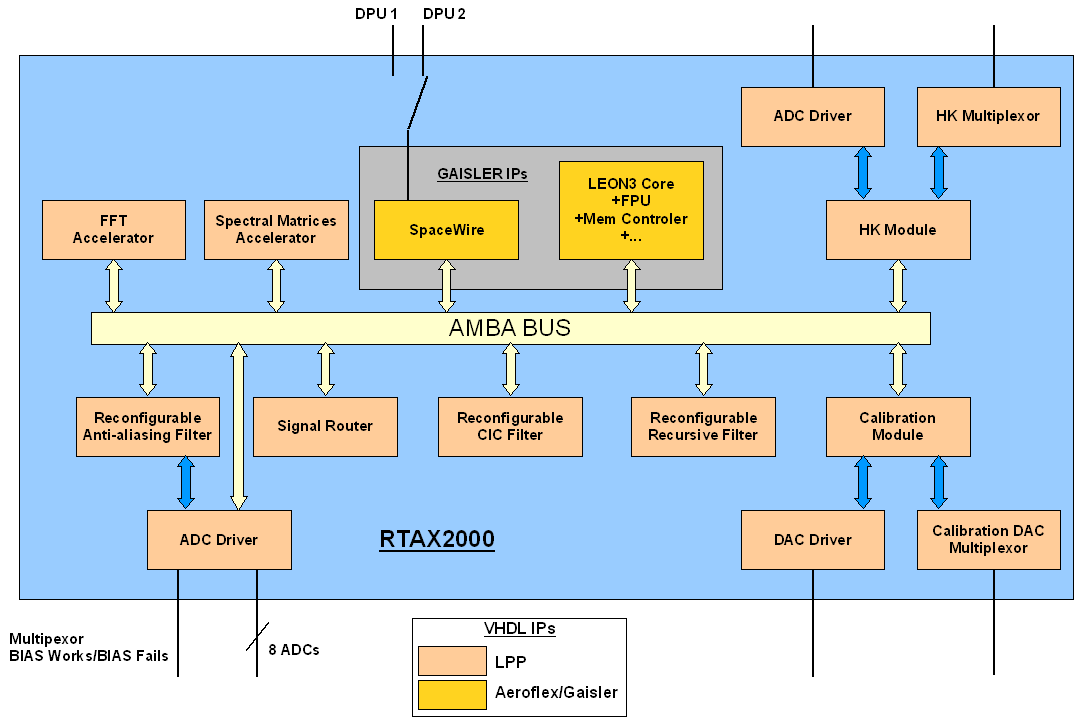 DPU 1
DPU 2
ADC Driver
HK Multiplexor
GAISLER IPs
LEON3 Core
+FPU
+Mem Controler
+...
FFT
Accelerator
Spectral Matrices
Accelerator
SpaceWire
HK Module
AMBA BUS
Reconfigurable
Anti-aliasing Filter
Signal Router
Reconfigurable
CIC Filter
Reconfigurable
Recursive Filter
Calibration
Module
ADC Driver
RTAX2000
DAC Driver
Calibration DAC
Multiplexor
Multipexor
BIAS Works/BIAS Fails
8 ADCs
VHDL IPs
LPP
Aeroflex/Gaisler